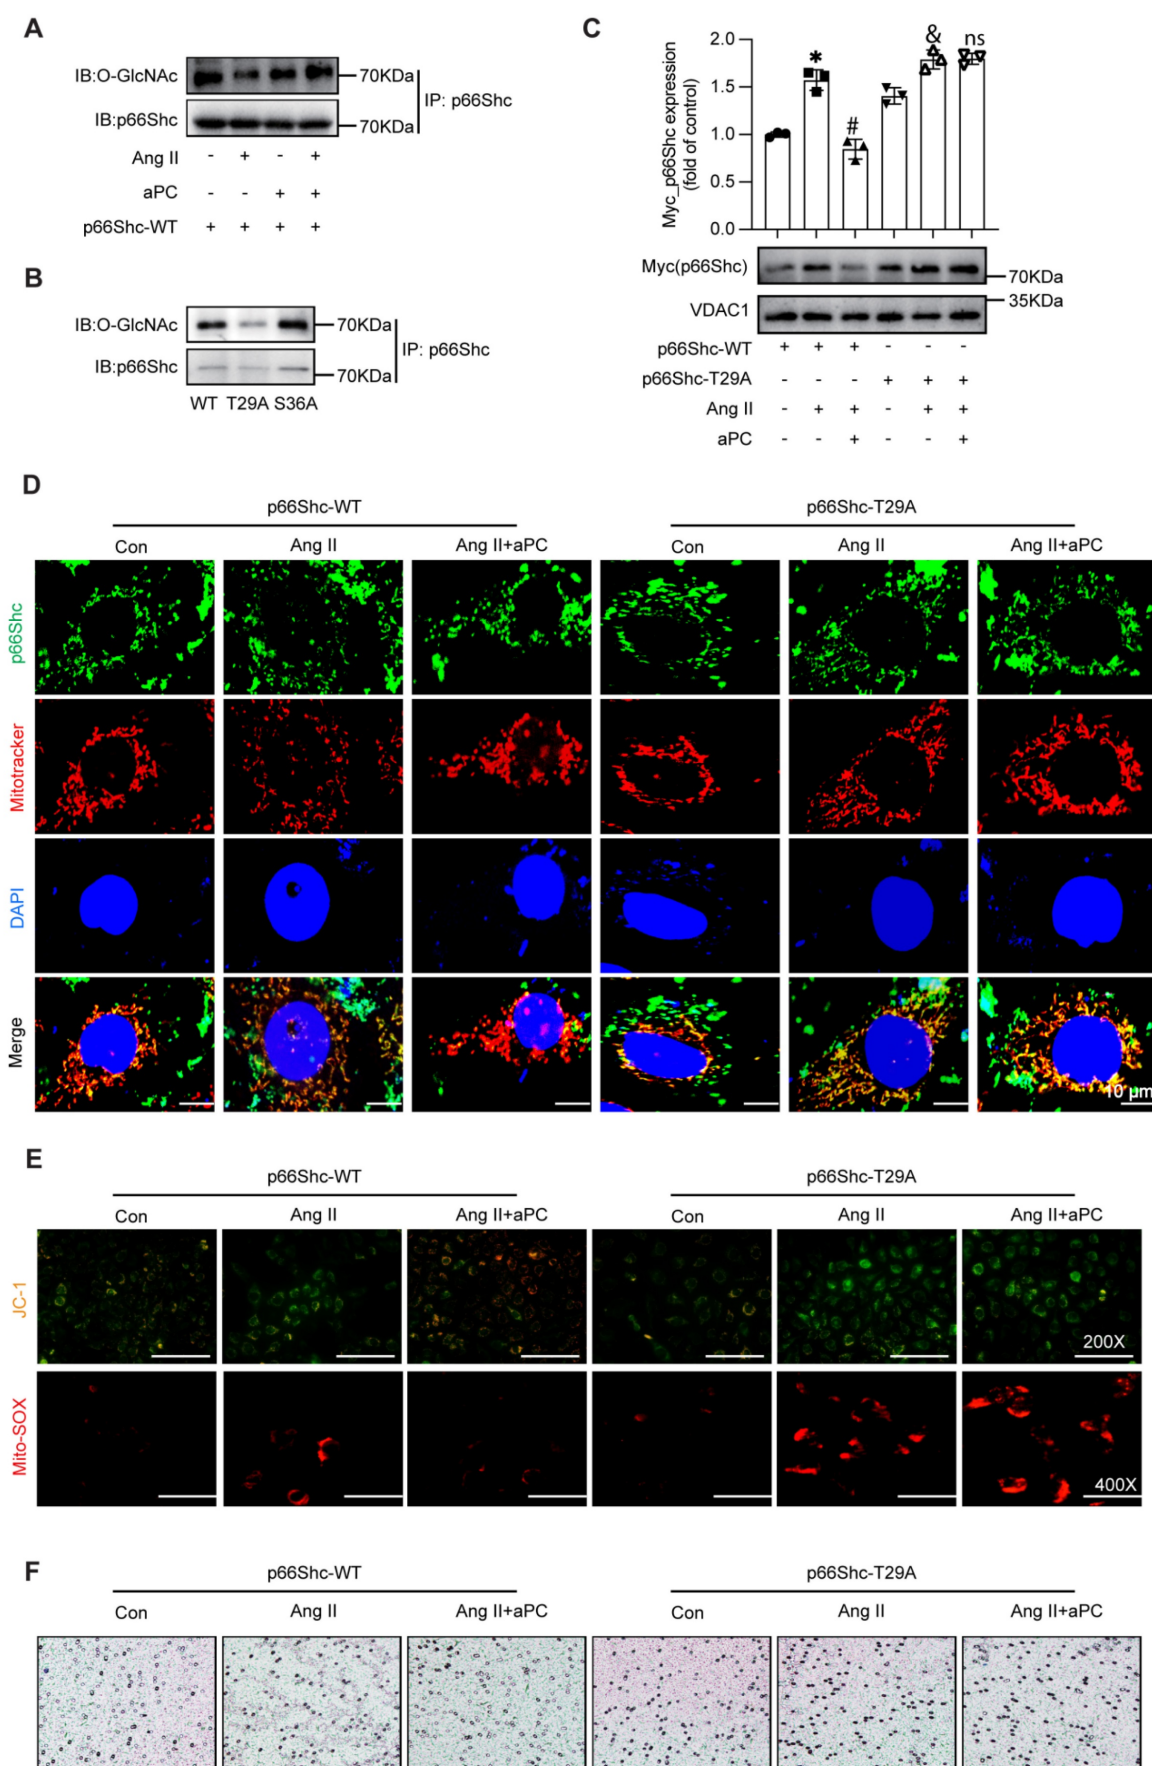 A
IB:O-GlcNAc
70KDa
IB:p66Shc
70KDa
IP: p66Shc
Ang II - + - +
aPC - - + +
p66Shc-WT + + + +
B
IB:O-GlcNAc
70KDa
IB:p66Shc
70KDa
IP: p66Shc
WT T29A S36A
C
Myc_p66Shc expression
(fold of control)
2.0
1.5
1.0
0.5
0.0
* # & ns
Myc(p66Shc)
70KDa
VDAC1
35KDa
p66Shc-WT + + + - - -
p66Shc-T29A - - - + + +
Ang II - + + - + +
aPC - - + - - +
D
p66Shc-WT p66Shc-T29A
Con Ang II Ang II+aPC Con Ang II Ang II+aPC
p66Shc
Mitotracker
DAPI
Merge
10 μm
E
p66Shc-WT p66Shc-T29A
Con Ang II Ang II+aPC Con Ang II Ang II+aPC
JC-1
200X
Mito-SOX
400X
F
p66Shc-WT p66Shc-T29A
Con Ang II Ang II+aPC Con Ang II Ang II+aPC